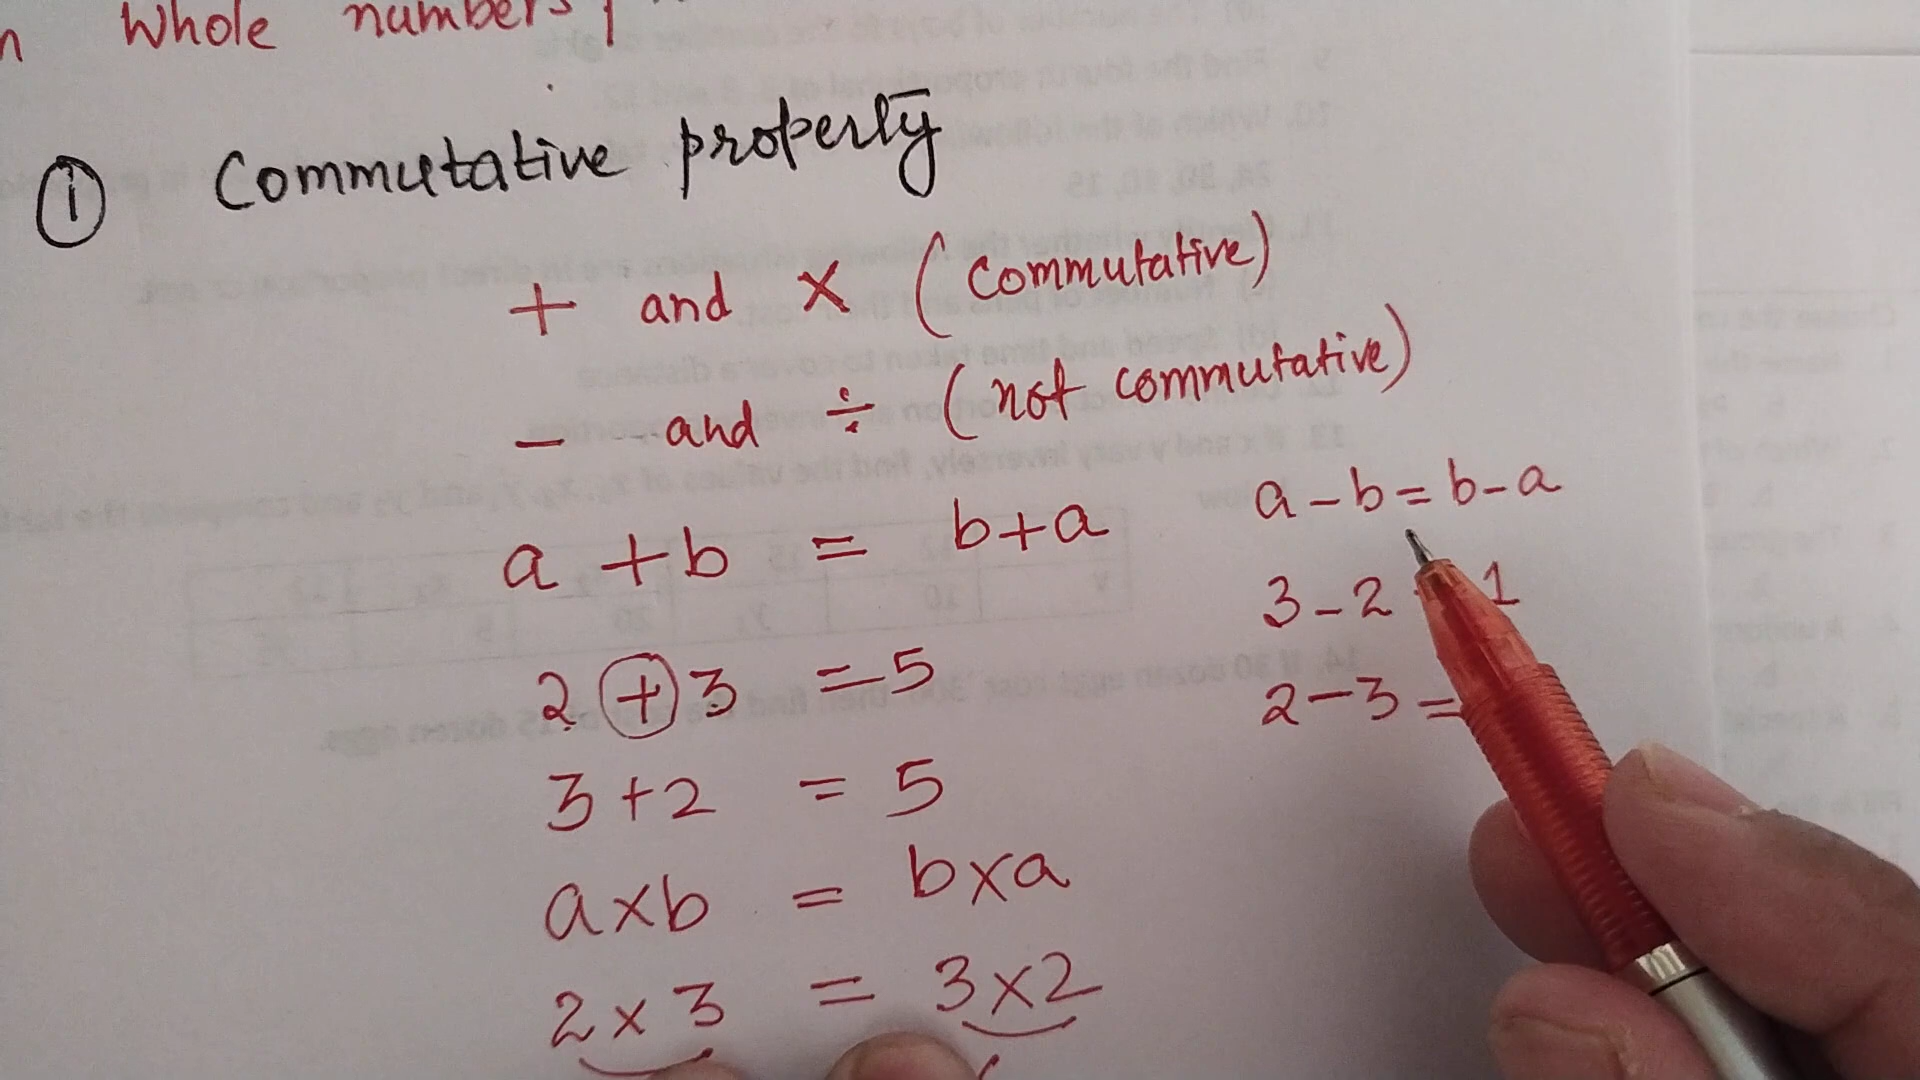 n Whole numbers
① Commutative property
+ and × (Commutative)
- and ÷ (not commutative)
a + b = b + a
2 + 3 = 5
3 + 2 = 5
a × b = b × a
2 × 3 = 3 × 2
a - b = b - a
3 - 2 1
2 - 3 =